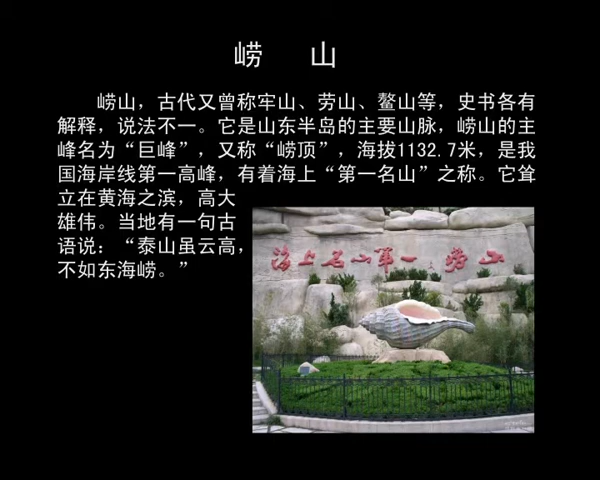 崂 山
崂山，古代又曾称牢山、劳山、鳌山等，史书各有
解释，说法不一。它是山东半岛的主要山脉，崂山的主
峰名为“巨峰”，又称“崂顶”，海拔1132.7米，是我
国海岸线第一高峰，有着海上“第一名山”之称。它耸
立在黄海之滨，高大
雄伟。当地有一句古
语说：“泰山虽云高，
不如东海崂。”
海上名山第一 崂山